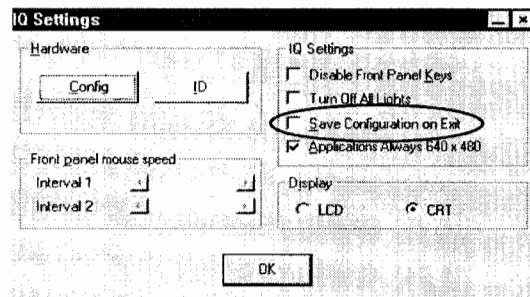 IQ Settings
Hardware
Config
ID
Front panel mouse speed
Interval 1
Interval 2
IQ Settings
Disable Front Panel Keys
Turn Off All Lights
Save Configuration on Exit
Applications Always 640 x 480
Display
LCD
CRT
OK